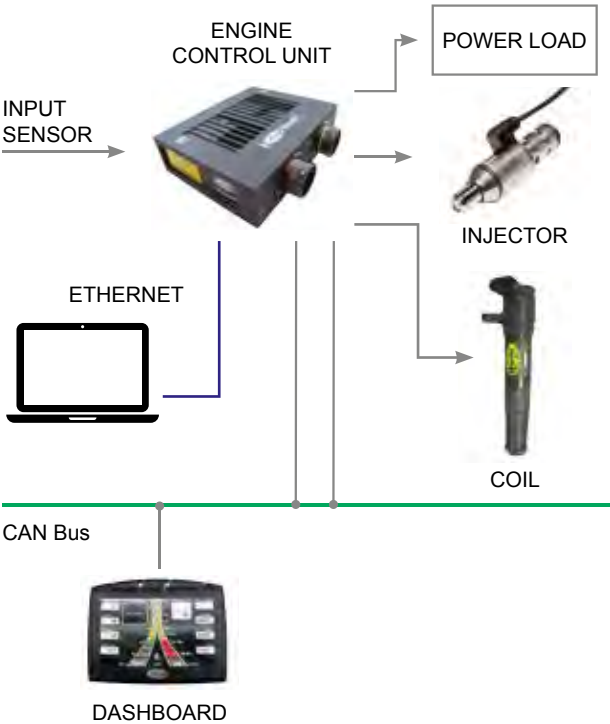 ENGINE
CONTROL UNIT
POWER LOAD
INPUT
SENSOR
INJECTOR
ETHERNET
COIL
CAN Bus
DASHBOARD